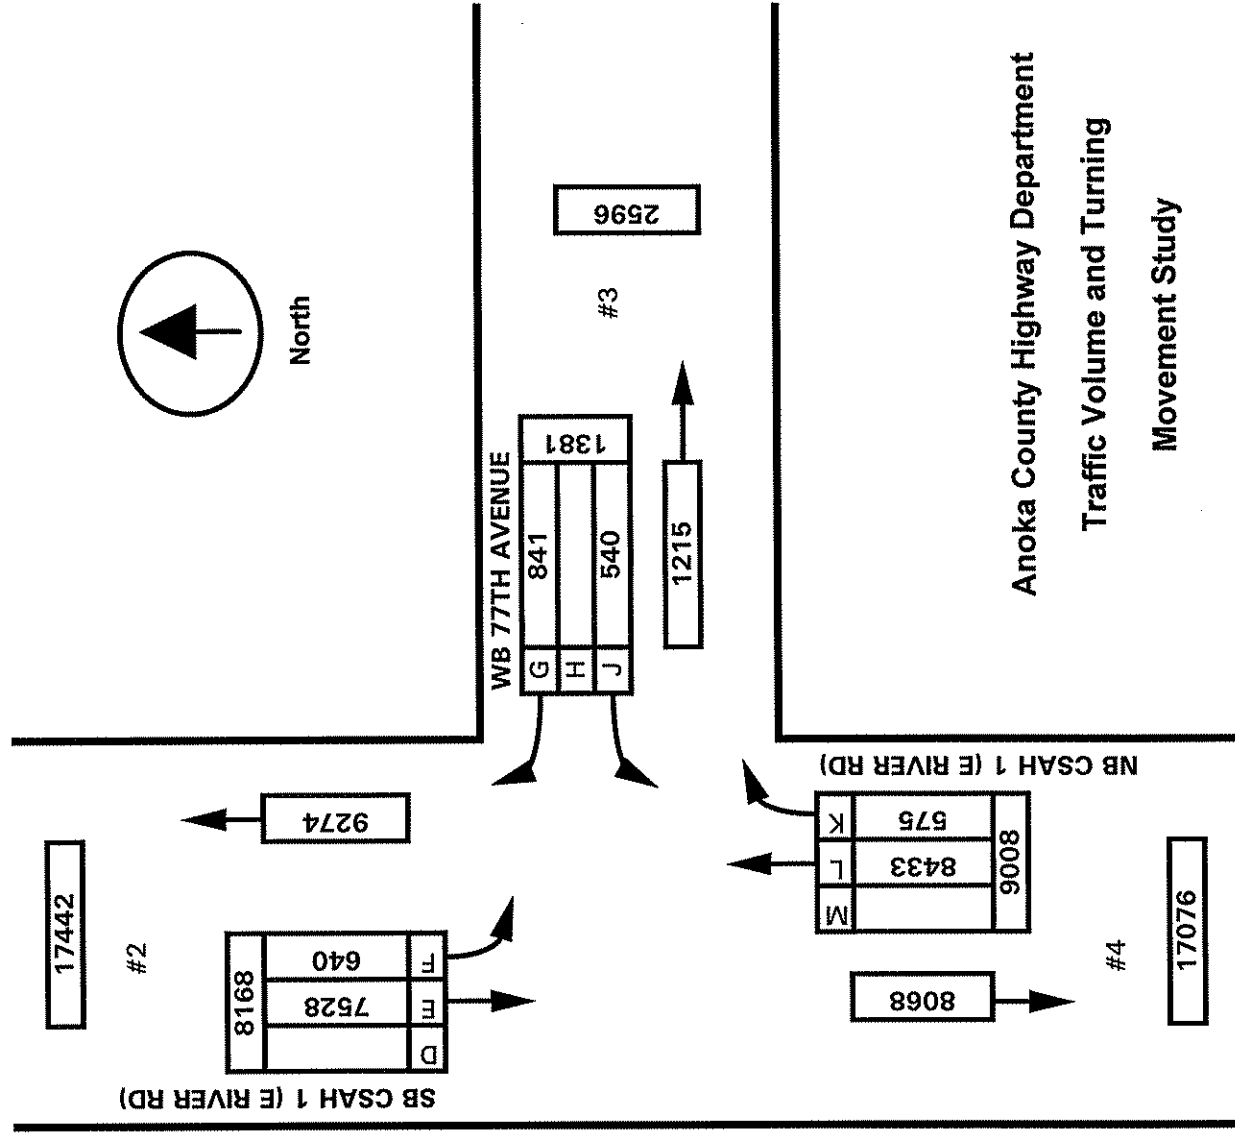 17442
#2
9274
8168
640
7528
F
E
D
SB CSAH 1 (E RIVER RD)
North
WB 77TH AVENUE
G 841
H
J 540
1381
1215
#3
2596
NB CSAH 1 (E RIVER RD)
K 575
L 8433
M
9008
8068
#4
17076
Anoka County Highway Department
Traffic Volume and Turning
Movement Study